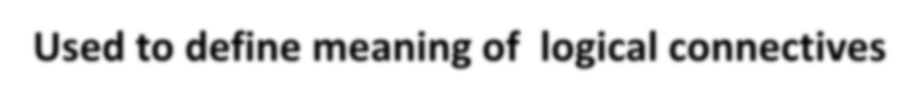 Used to define meaning of  logical connectives